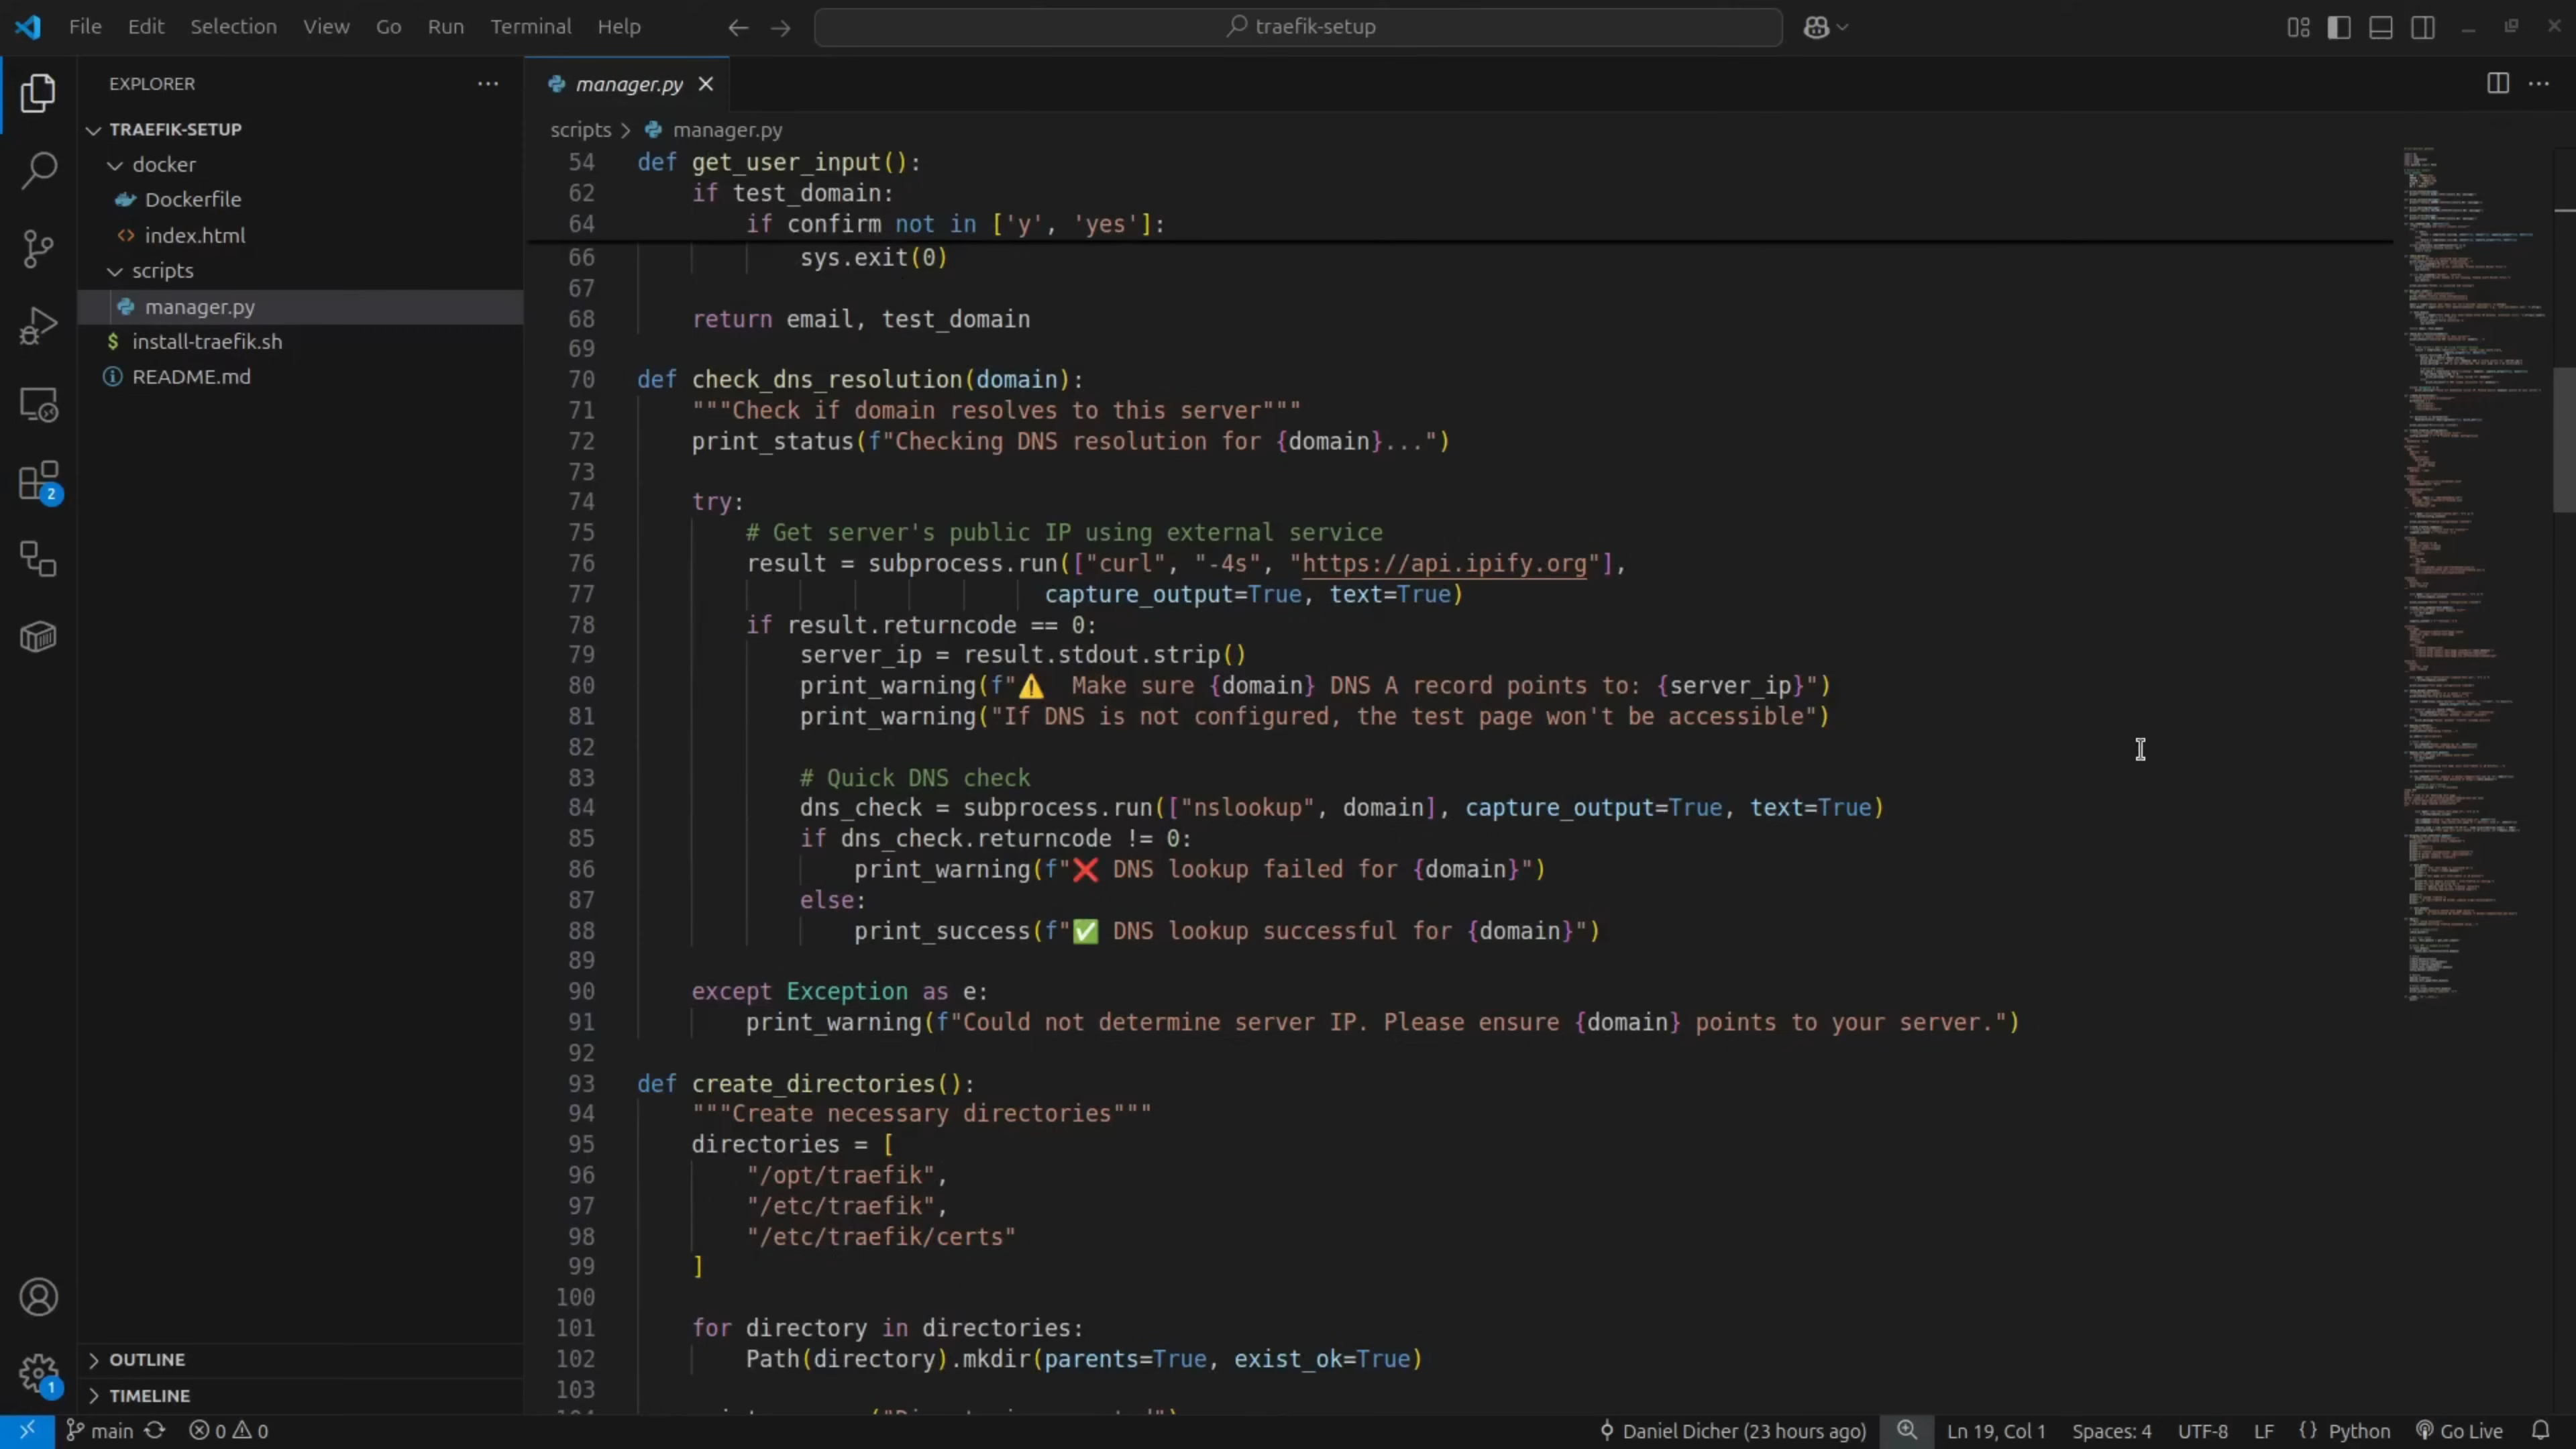 File Edit Selection View Go Run Terminal Help
traefik-setup
EXPLORER
TRAEFIK-SETUP
docker
Dockerfile
index.html
scripts
manager.py
install-traefik.sh
README.md
OUTLINE
TIMELINE
2
1
manager.py
scripts > manager.py
54 def get_user_input():
62 if test_domain:
64 if confirm not in ['y', 'yes']:
66 sys.exit(0)
67
68 return email, test_domain
69
70 def check_dns_resolution(domain):
71 """Check if domain resolves to this server"""
72 print_status(f"Checking DNS resolution for {domain}...")
73
74 try:
75 # Get server's public IP using external service
76 result = subprocess.run(["curl", "-4s", "https://api.ipify.org"],
77 capture_output=True, text=True)
78 if result.returncode == 0:
79 server_ip = result.stdout.strip()
80 print_warning(f"⚠️  Make sure {domain} DNS A record points to: {server_ip}")
81 print_warning("If DNS is not configured, the test page won't be accessible")
82
83 # Quick DNS check
84 dns_check = subprocess.run(["nslookup", domain], capture_output=True, text=True)
85 if dns_check.returncode != 0:
86 print_warning(f"❌ DNS lookup failed for {domain}")
87 else:
88 print_success(f"✅ DNS lookup successful for {domain}")
89
90 except Exception as e:
91 print_warning(f"Could not determine server IP. Please ensure {domain} points to your server.")
92
93 def create_directories():
94 """Create necessary directories"""
95 directories = [
96 "/opt/traefik",
97 "/etc/traefik",
98 "/etc/traefik/certs"
99 ]
100
101 for directory in directories:
102 Path(directory).mkdir(parents=True, exist_ok=True)
103
main 0 0 Daniel Dicher (23 hours ago) Ln 19, Col 1 Spaces: 4 UTF-8 LF {} Python Go Live